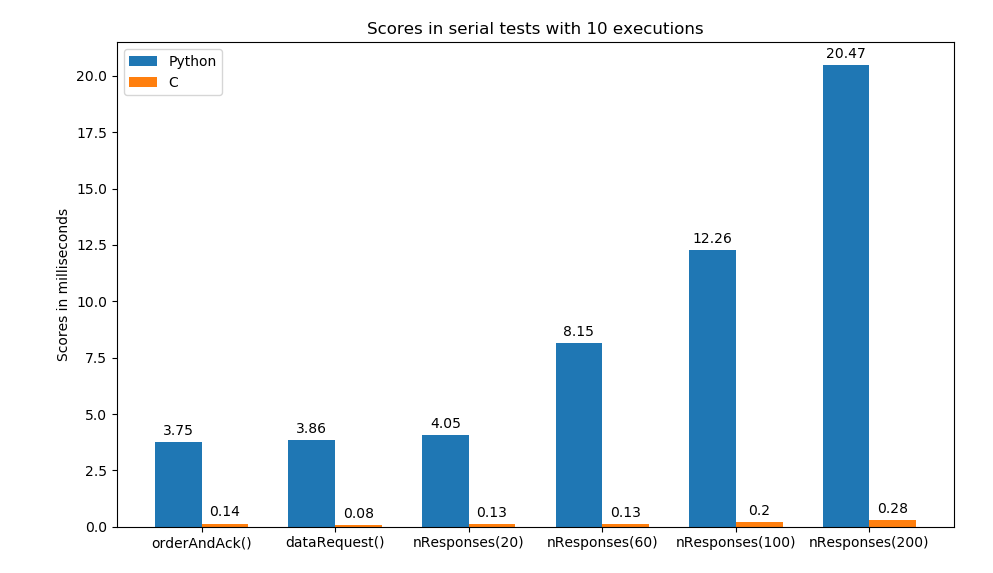 Scores in serial tests with 10 executions
Python
C
Scores in milliseconds
20.0
17.5
15.0
12.5
10.0
7.5
5.0
2.5
0.0
3.75
0.14
3.86
0.08
4.05
0.13
8.15
0.13
12.26
0.2
20.47
0.28
orderAndAck()
dataRequest()
nResponses(20)
nResponses(60)
nResponses(100)
nResponses(200)